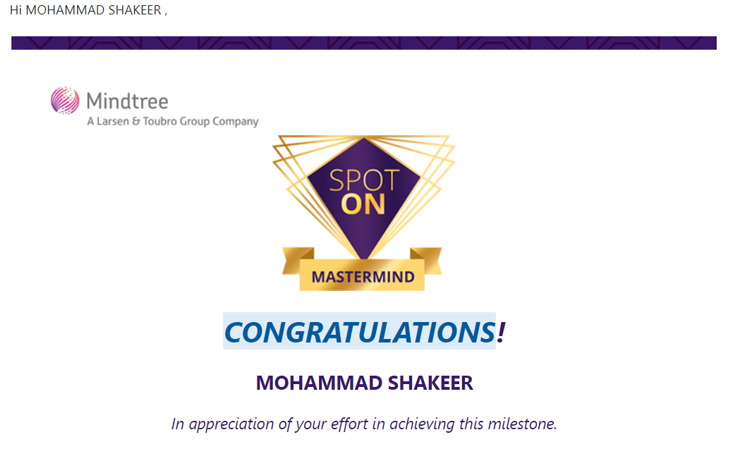 Hi MOHAMMAD SHAKEER ,
Mindtree
A Larsen & Toubro Group Company
SPOT
ON
MASTERMIND
CONGRATULATIONS!
MOHAMMAD SHAKEER
In appreciation of your effort in achieving this milestone.